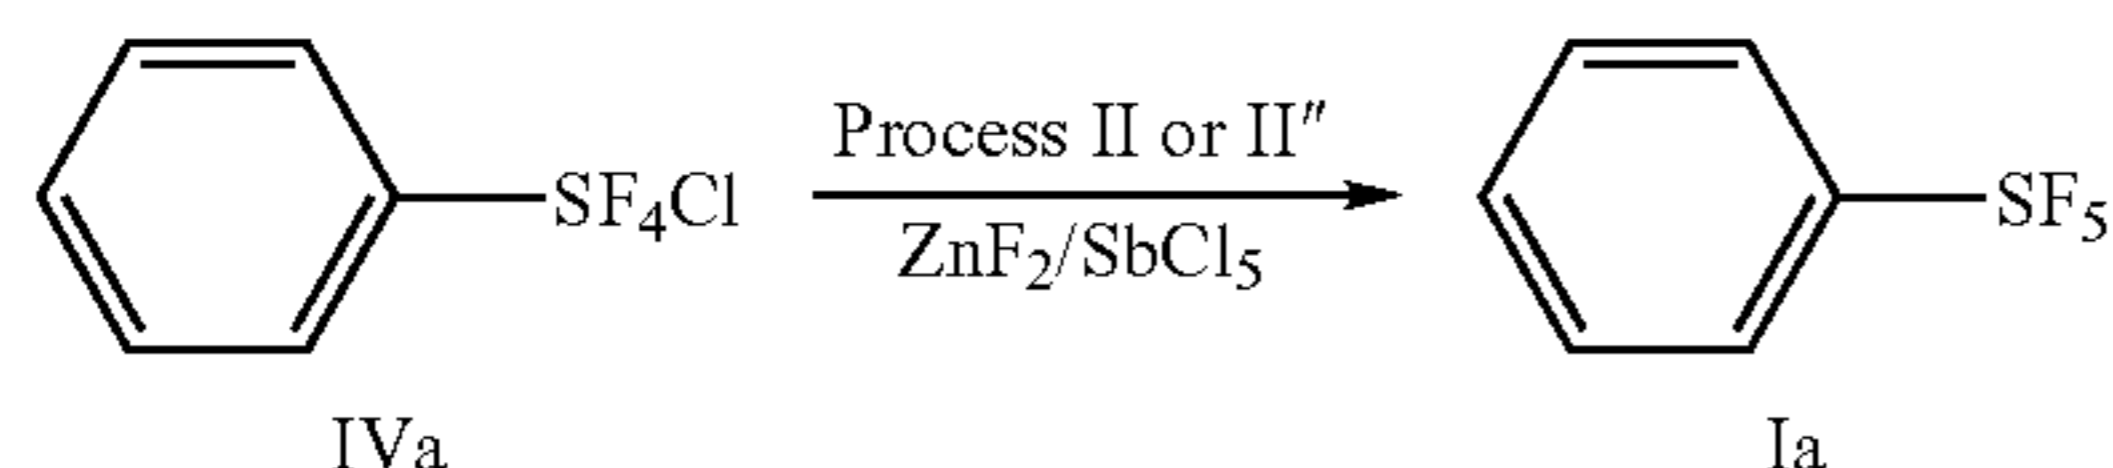 Process II or II″
SF₄Cl
SF₅
ZnF₂/SbCl₅
IVa
Ia